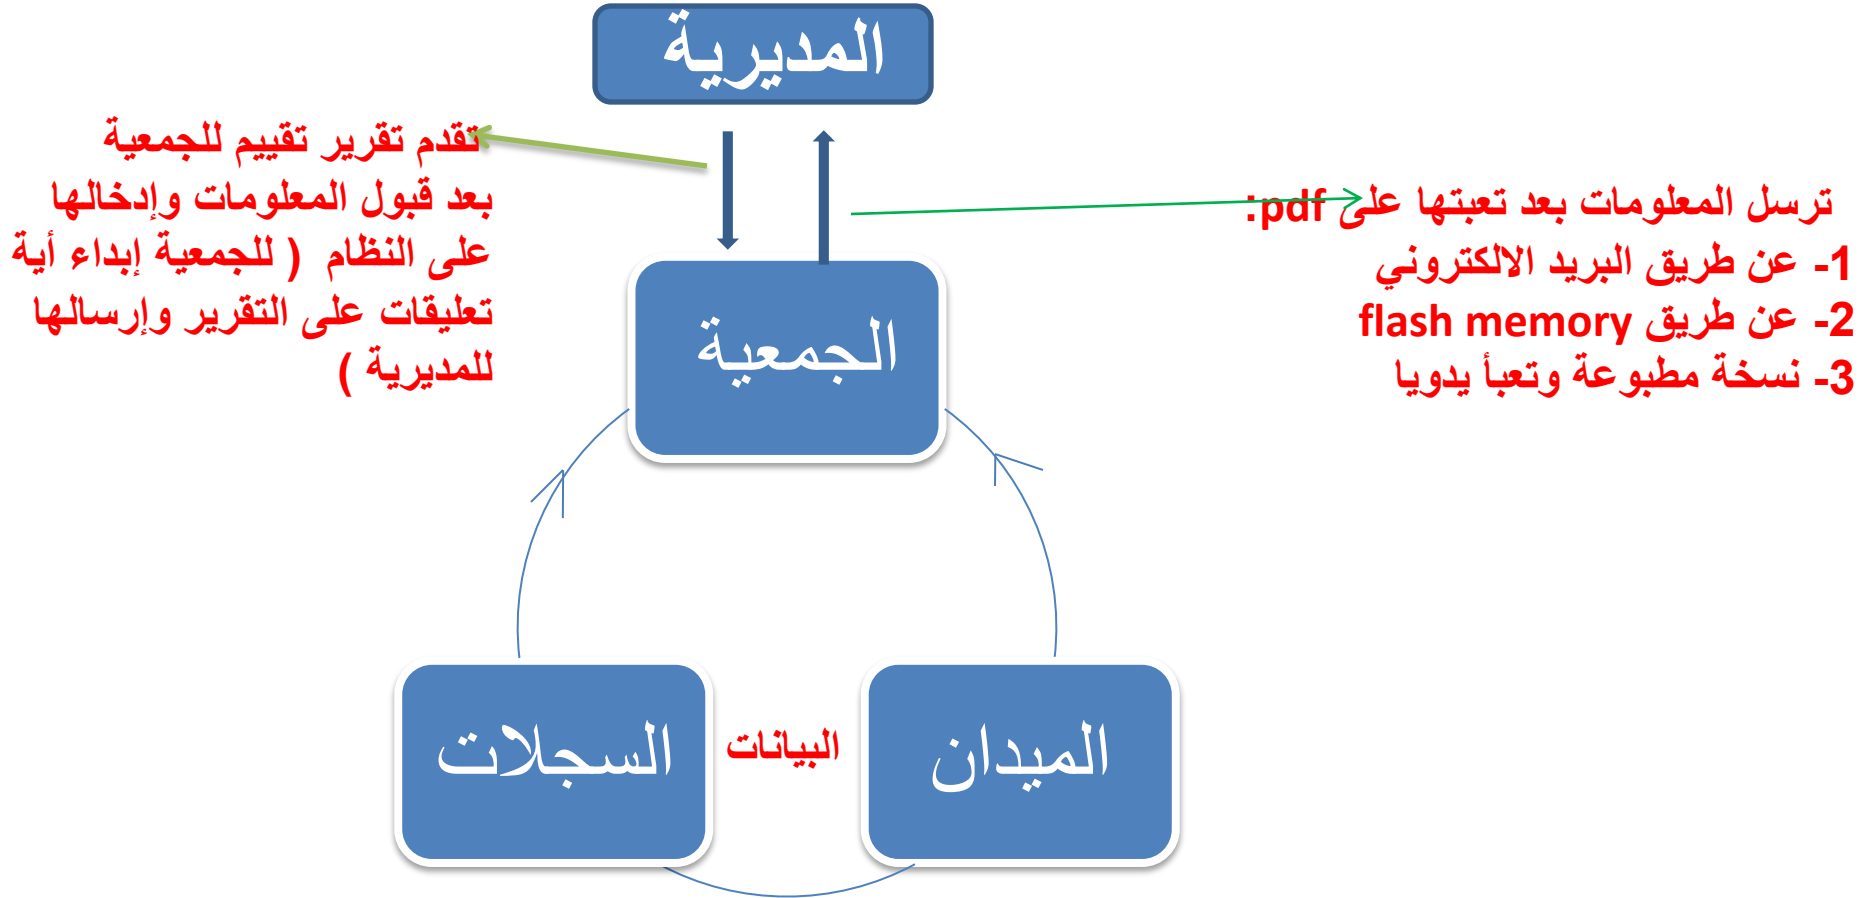 المديرية
ترسل المعلومات بعد تعبتها على pdf:
1- عن طريق البريد الالكتروني
2- عن طريق flash memory
3- نسخة مطبوعة وتعبأ يدويا
تقدم تقرير تقييم للجمعية
بعد قبول المعلومات وإدخالها
على النظام ( للجمعية إبداء أية
تعليقات على التقرير وإرسالها
للمديرية )
الجمعية
الميدان
البيانات
السجلات